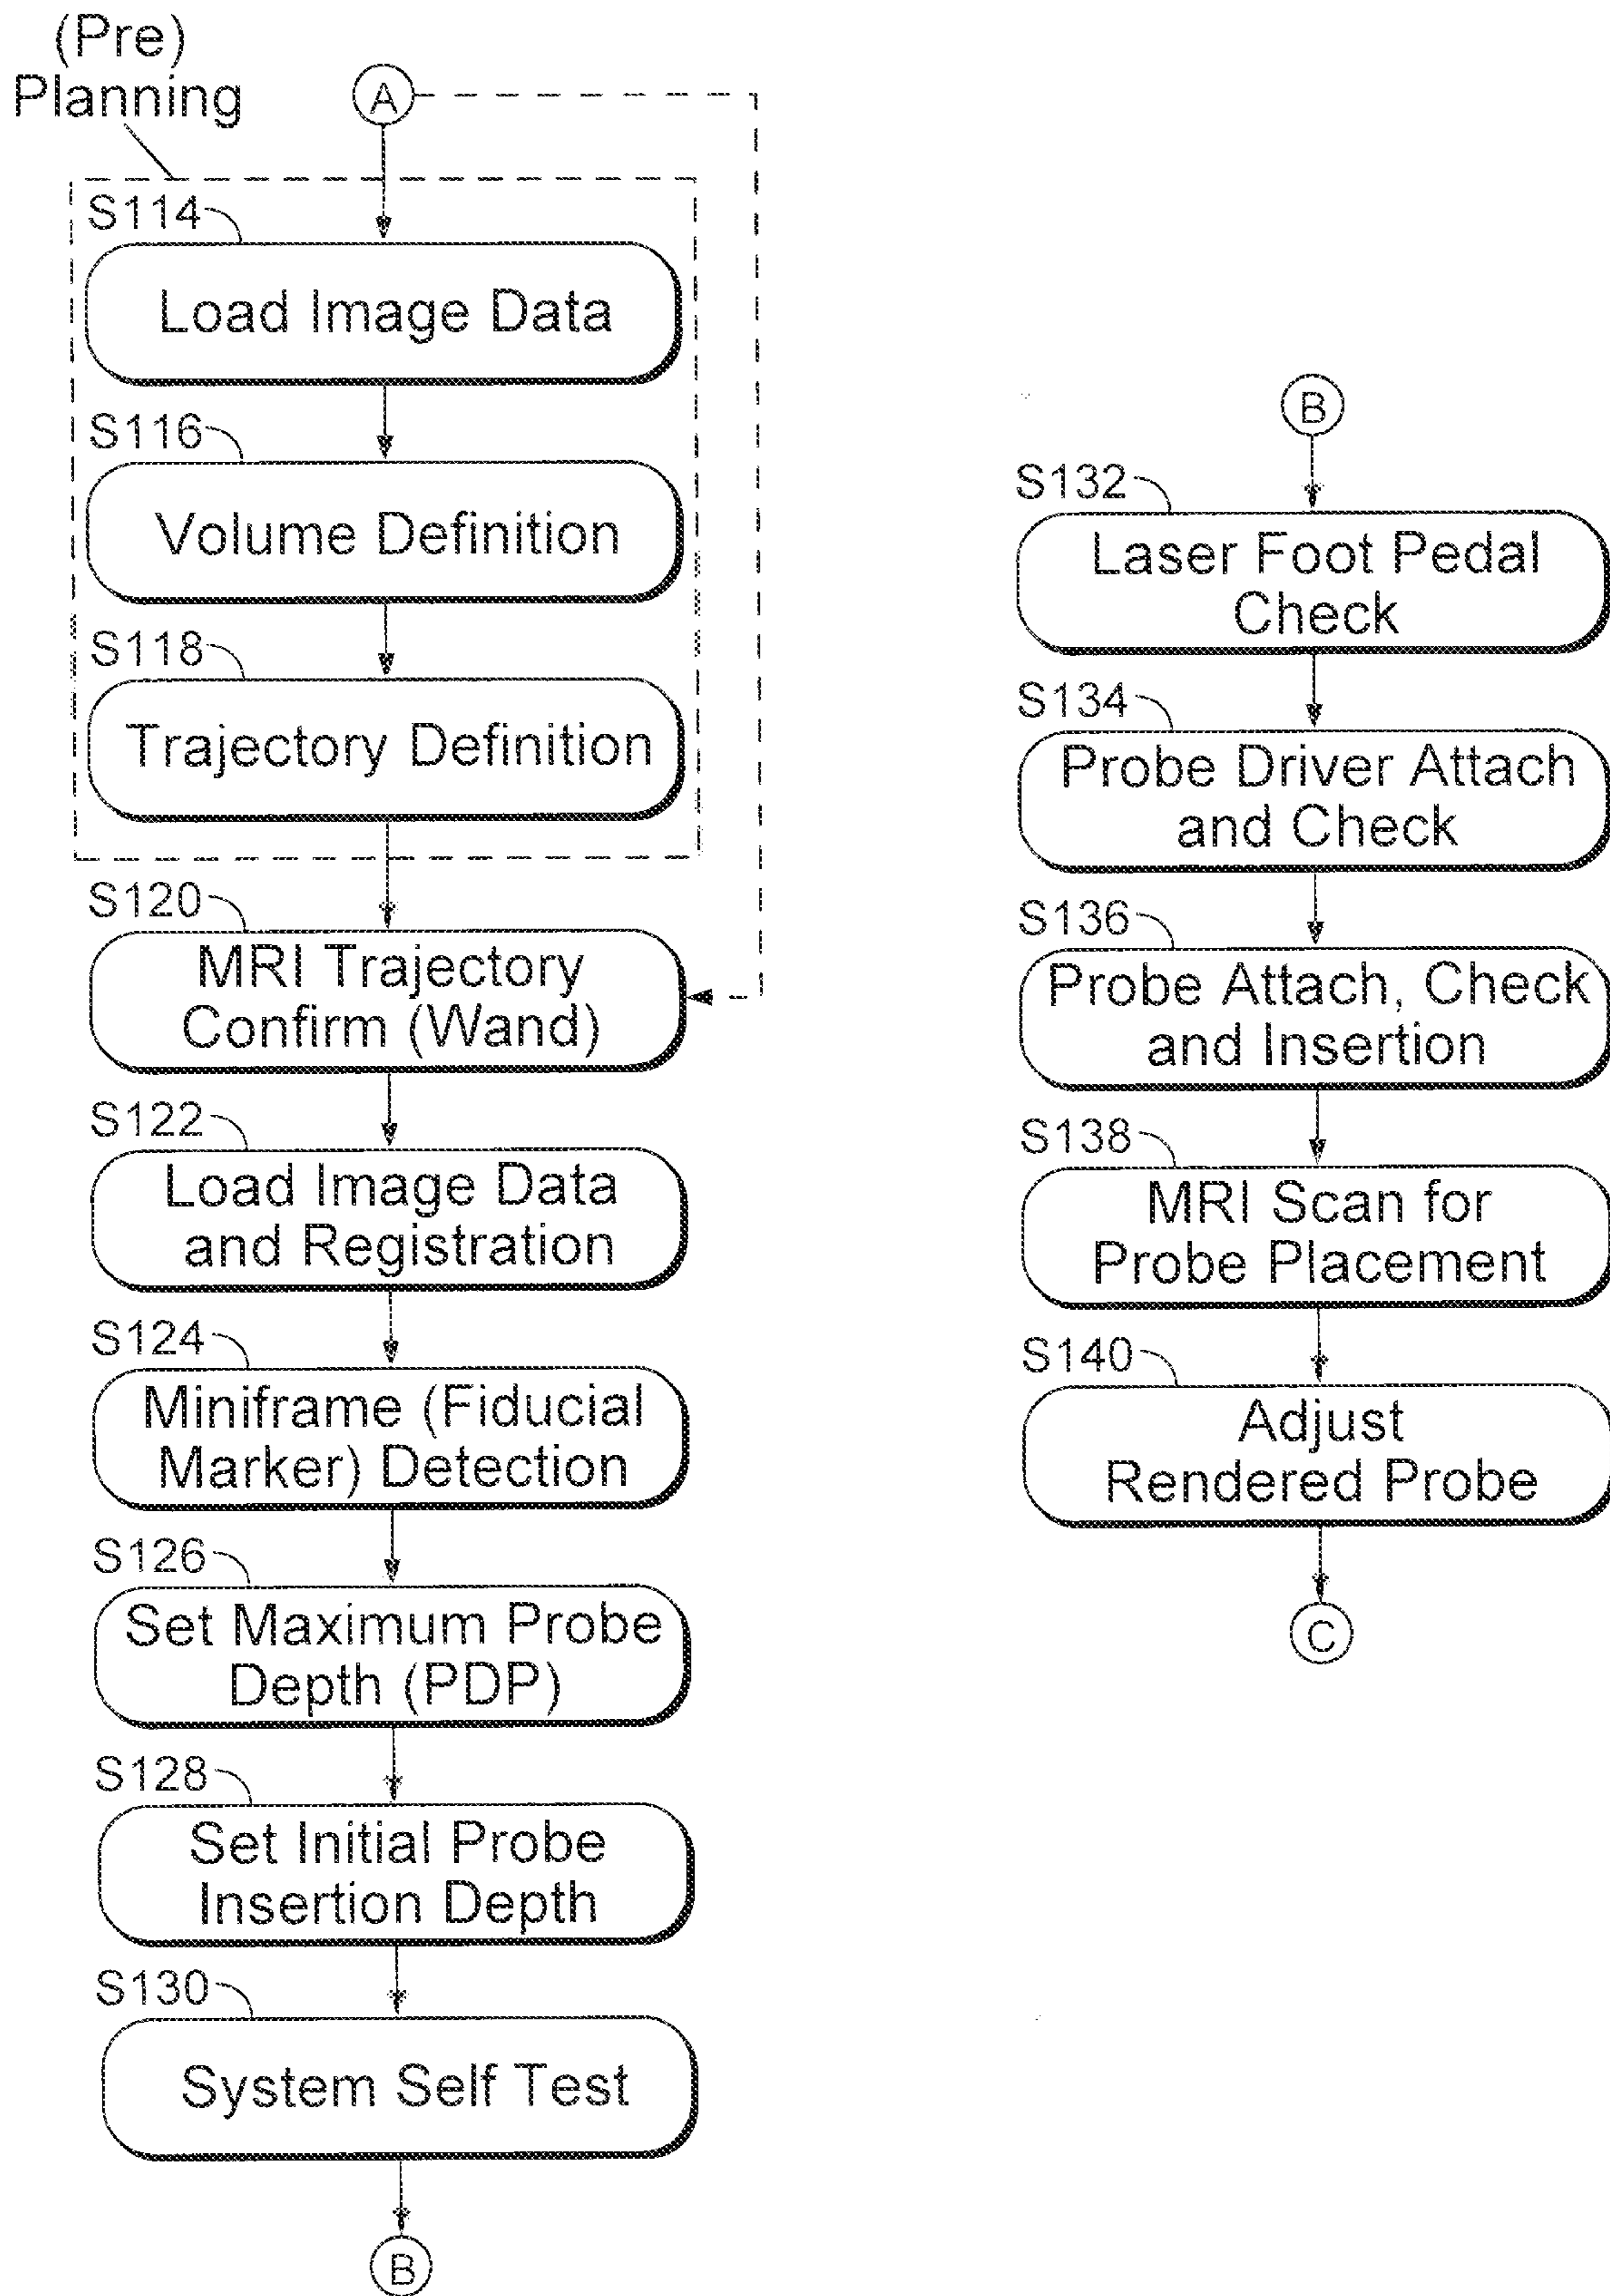 (Pre)
Planning
A
S114
Load Image Data
S116
Volume Definition
S118
Trajectory Definition
S120
MRI Trajectory
Confirm (Wand)
S122
Load Image Data
and Registration
S124
Miniframe (Fiducial
Marker) Detection
S126
Set Maximum Probe
Depth (PDP)
S128
Set Initial Probe
Insertion Depth
S130
System Self Test
B
B
S132
Laser Foot Pedal
Check
S134
Probe Driver Attach
and Check
S136
Probe Attach, Check
and Insertion
S138
MRI Scan for
Probe Placement
S140
Adjust
Rendered Probe
C